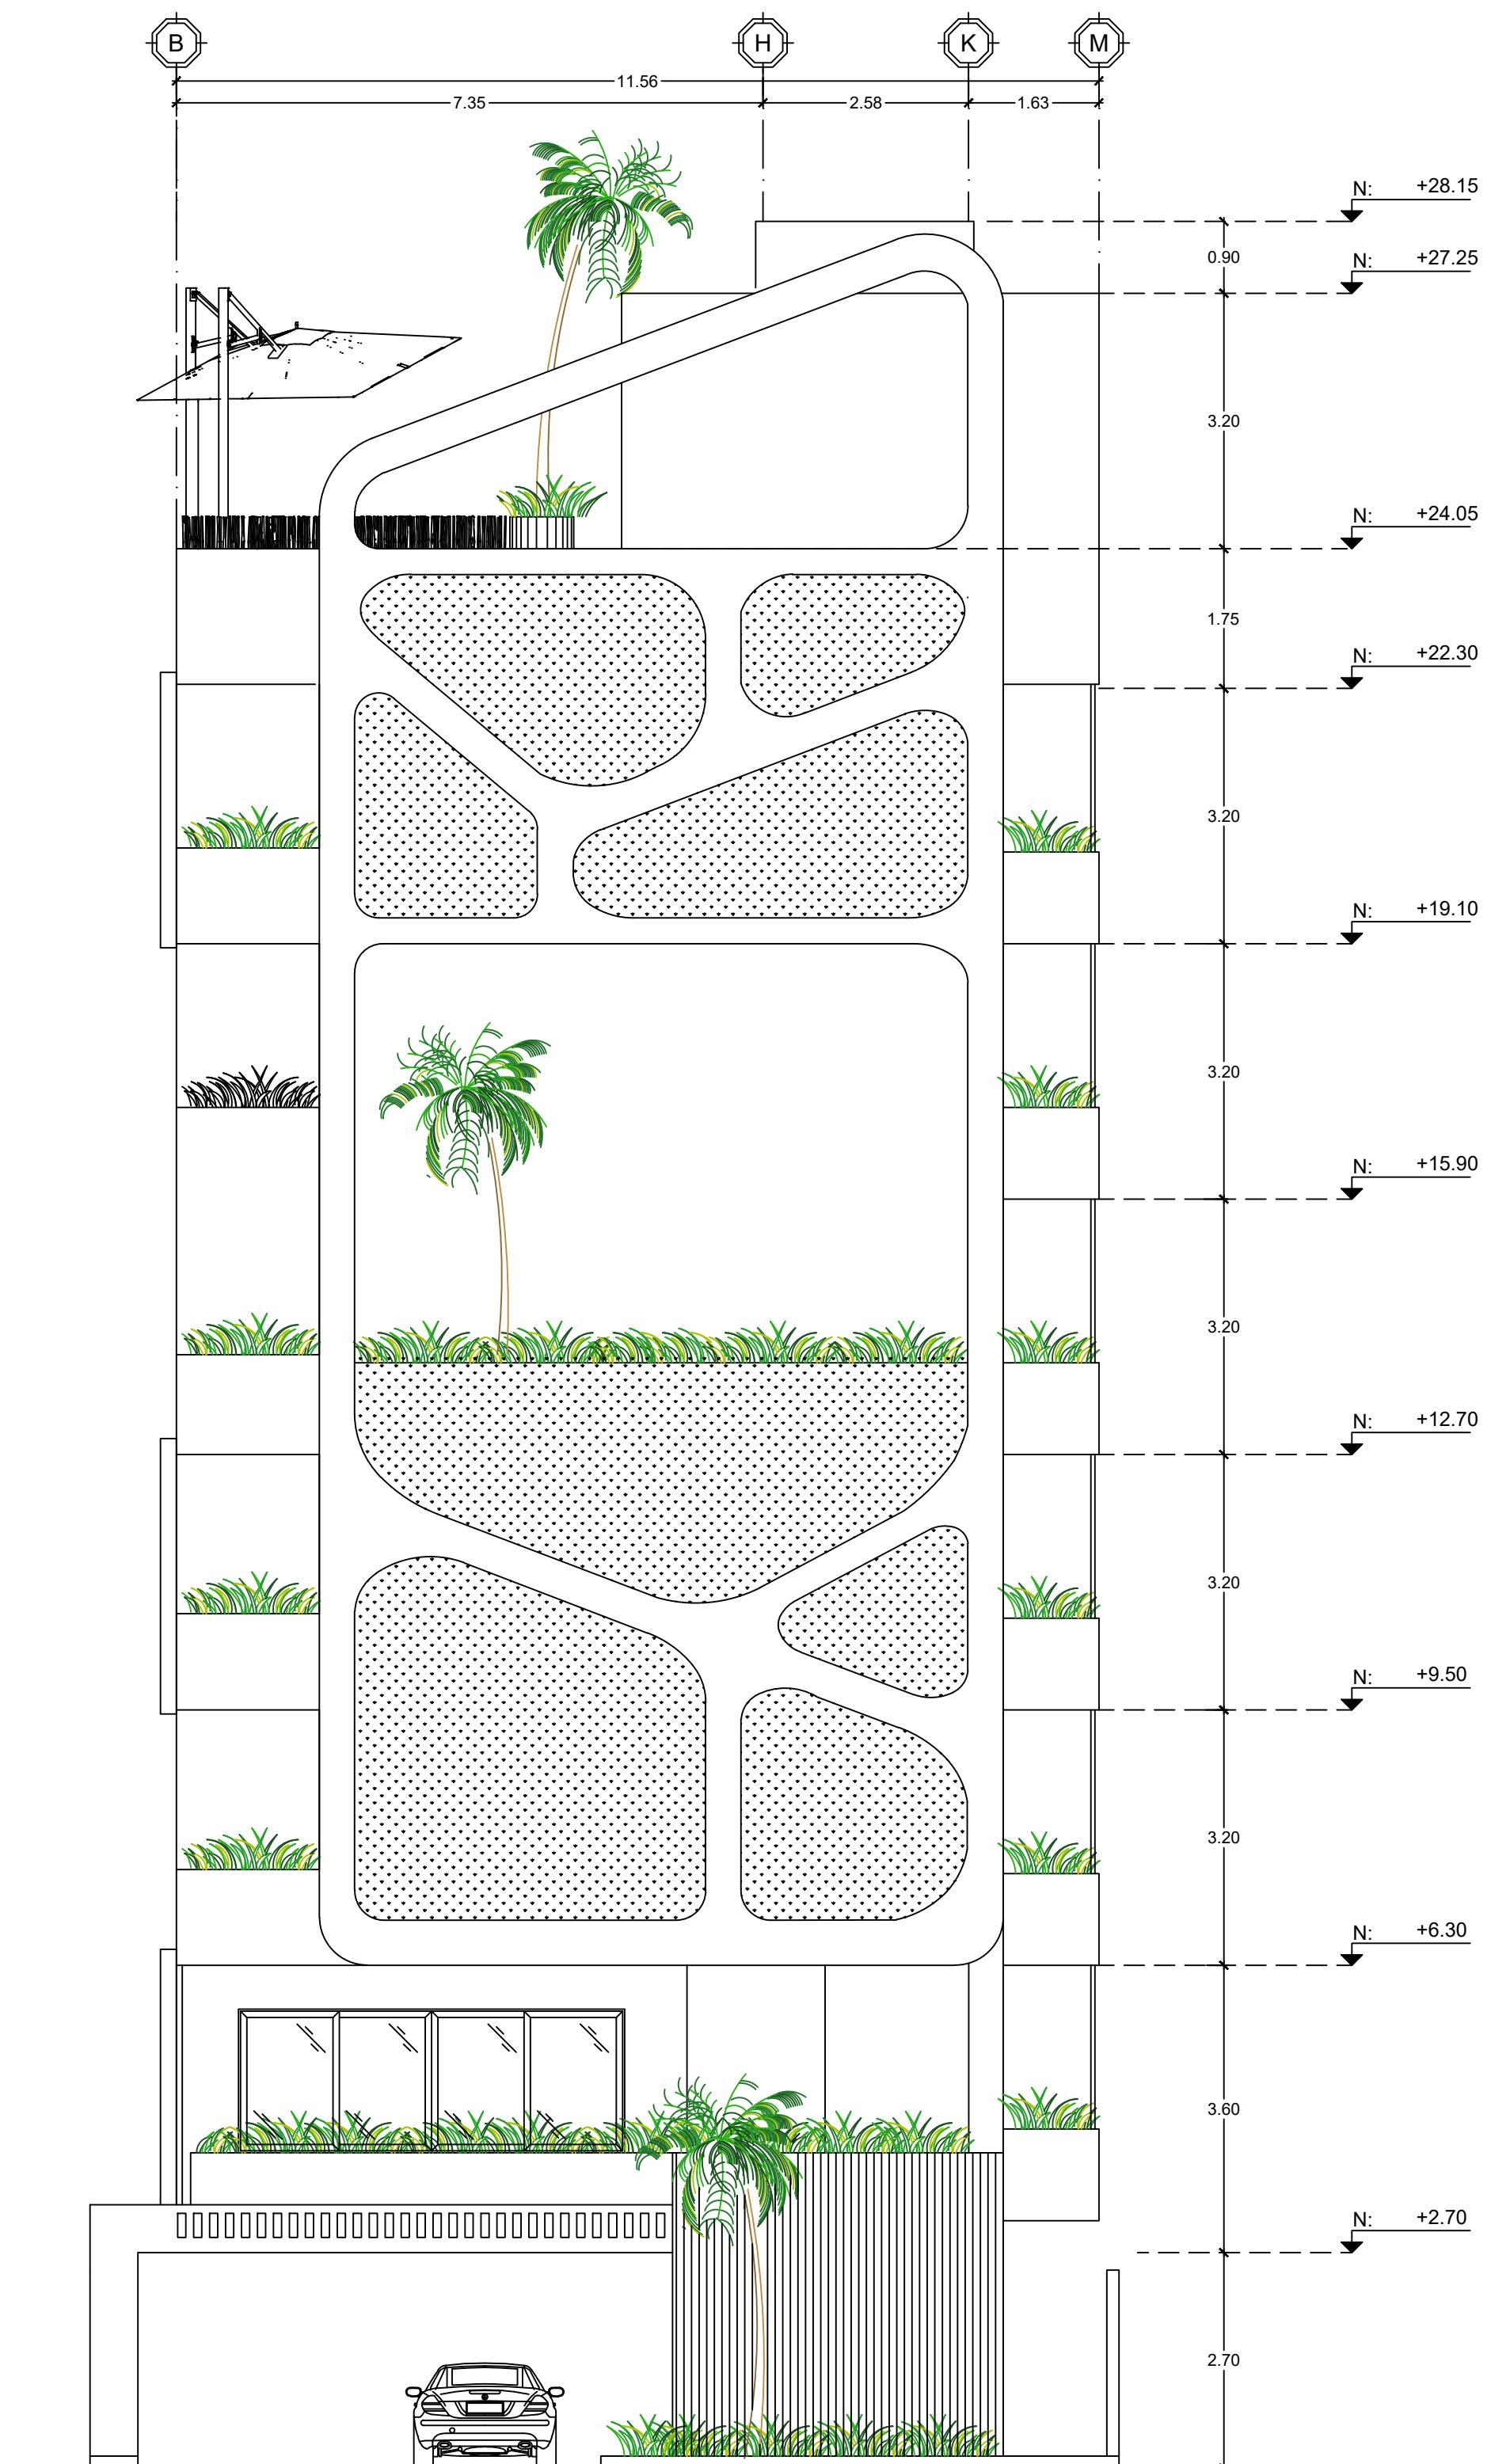 B H K M
11.56
7.35 2.58 1.63
N: +28.15
0.90
N: +27.25
3.20
N: +24.05
1.75
N: +22.30
3.20
N: +19.10
3.20
N: +15.90
3.20
N: +12.70
3.20
N: +9.50
3.20
N: +6.30
3.60
N: +2.70
2.70